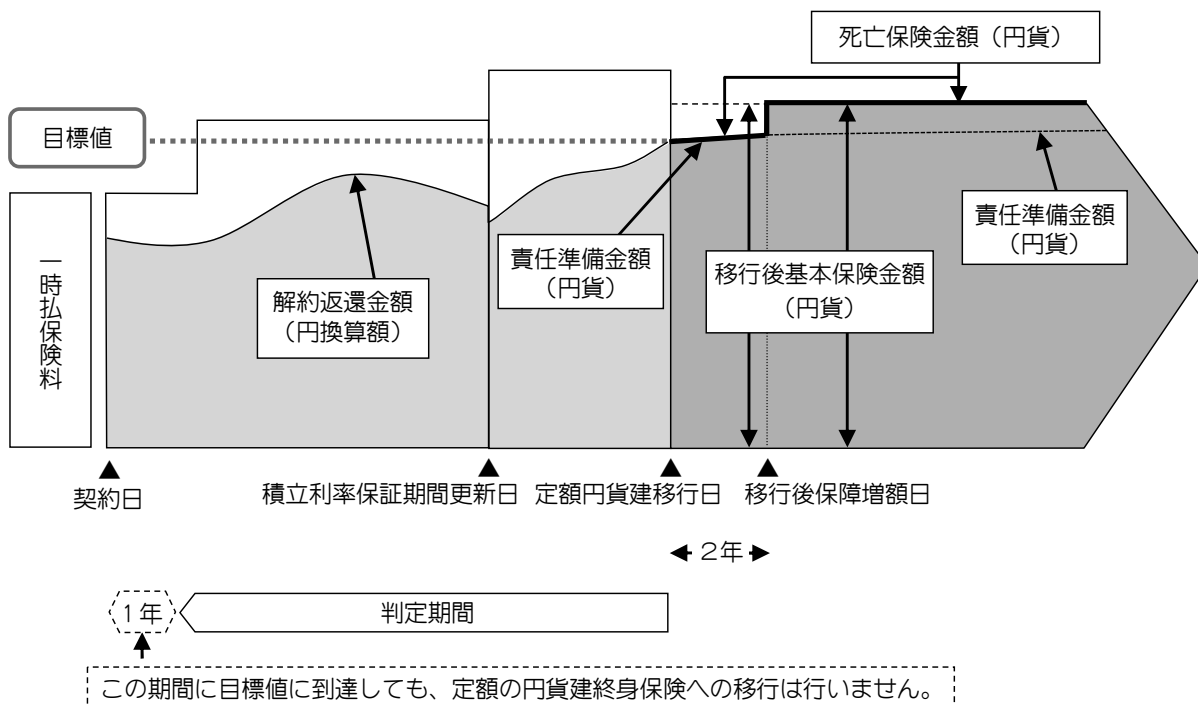 死亡保険金額（円貨）
目標値
一時払保険料
解約返還金額
（円換算額）
責任準備金額
（円貨）
移行後基本保険金額
（円貨）
責任準備金額
（円貨）
契約日
積立利率保証期間更新日
定額円貨建移行日
移行後保障増額日
2年
1年
判定期間
この期間に目標値に到達しても、定額の円貨建終身保険への移行は行いません。